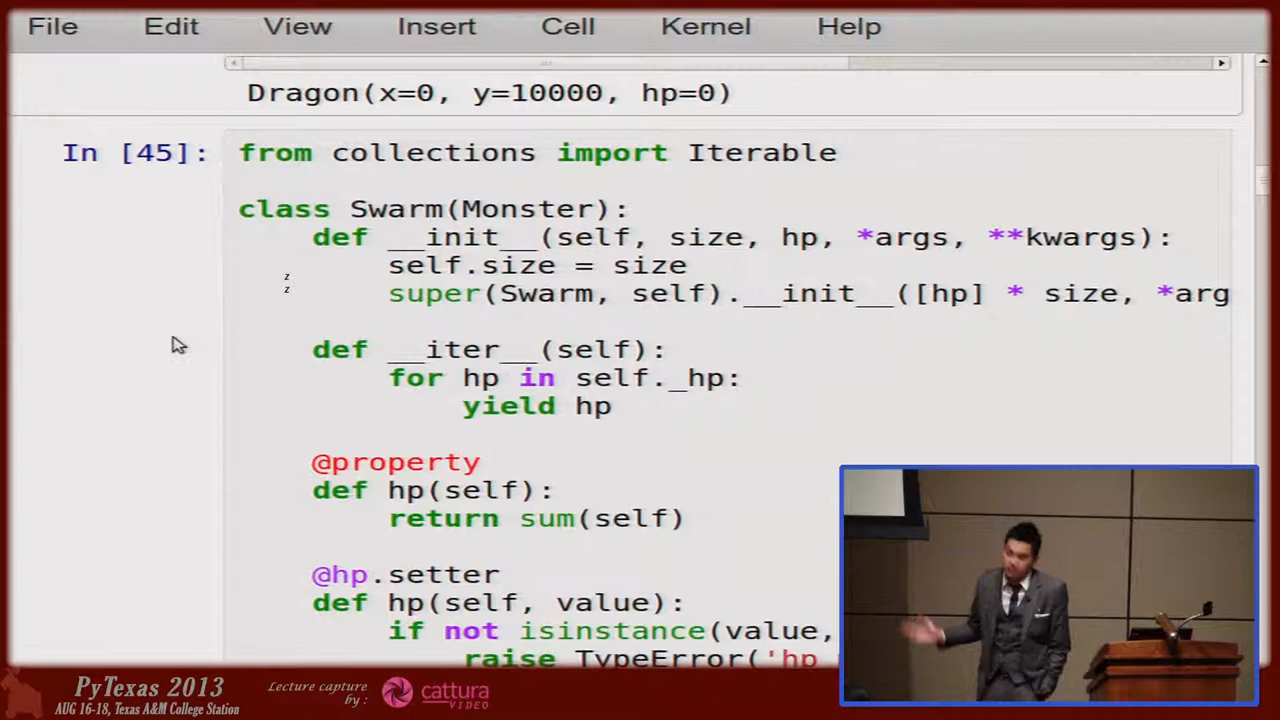 File Edit View Insert Cell Kernel Help
Dragon(x=0, y=10000, hp=0)
In [45]: from collections import Iterable
class Swarm(Monster):
def __init__(self, size, hp, *args, **kwargs):
self.size = size
z
z
super(Swarm, self).__init__([hp] * size, *arg
def __iter__(self):
for hp in self._hp:
yield hp
@property
def hp(self):
return sum(self)
@hp.setter
def hp(self, value):
if not isinstance(value,
raise TypeError('hp
PyTexas 2013
AUG 16-18, Texas A&M College Station
Lecture capture
by :
cattura
VIDEO